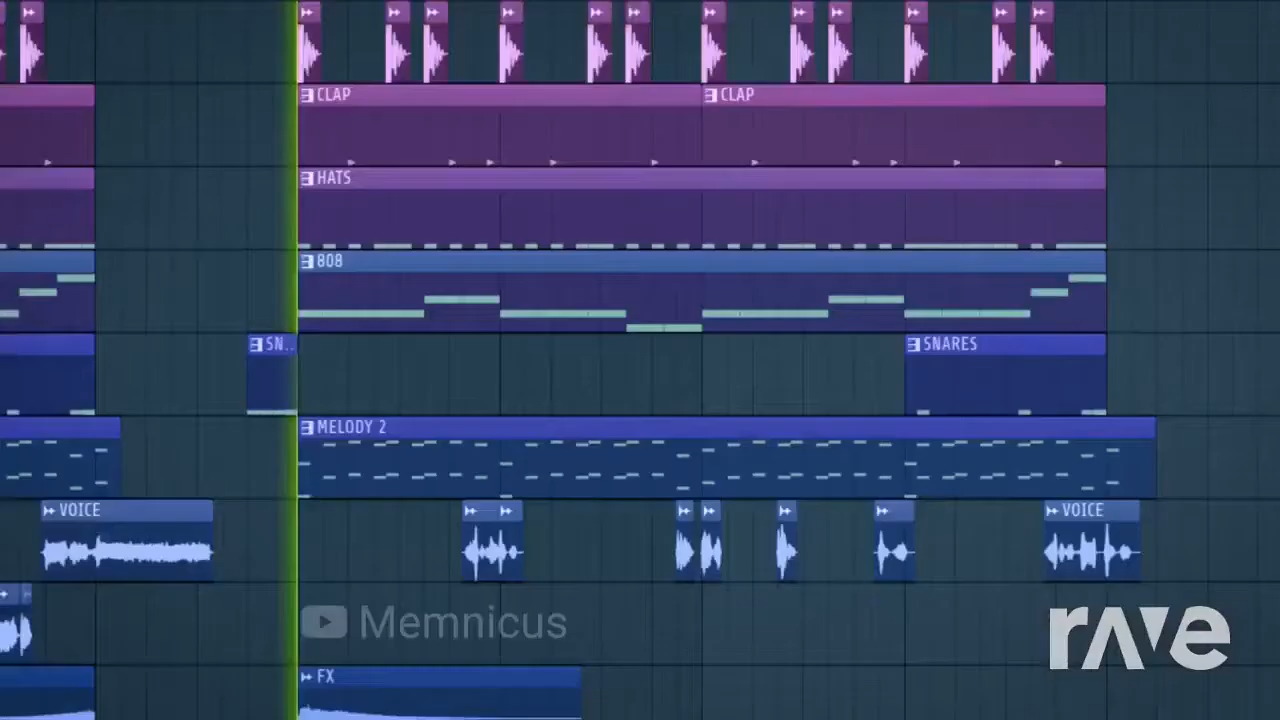 CLAP CLAP
HATS
808
SN.. SNARES
MELODY 2
VOICE VOICE
Memnicus
rave
FX